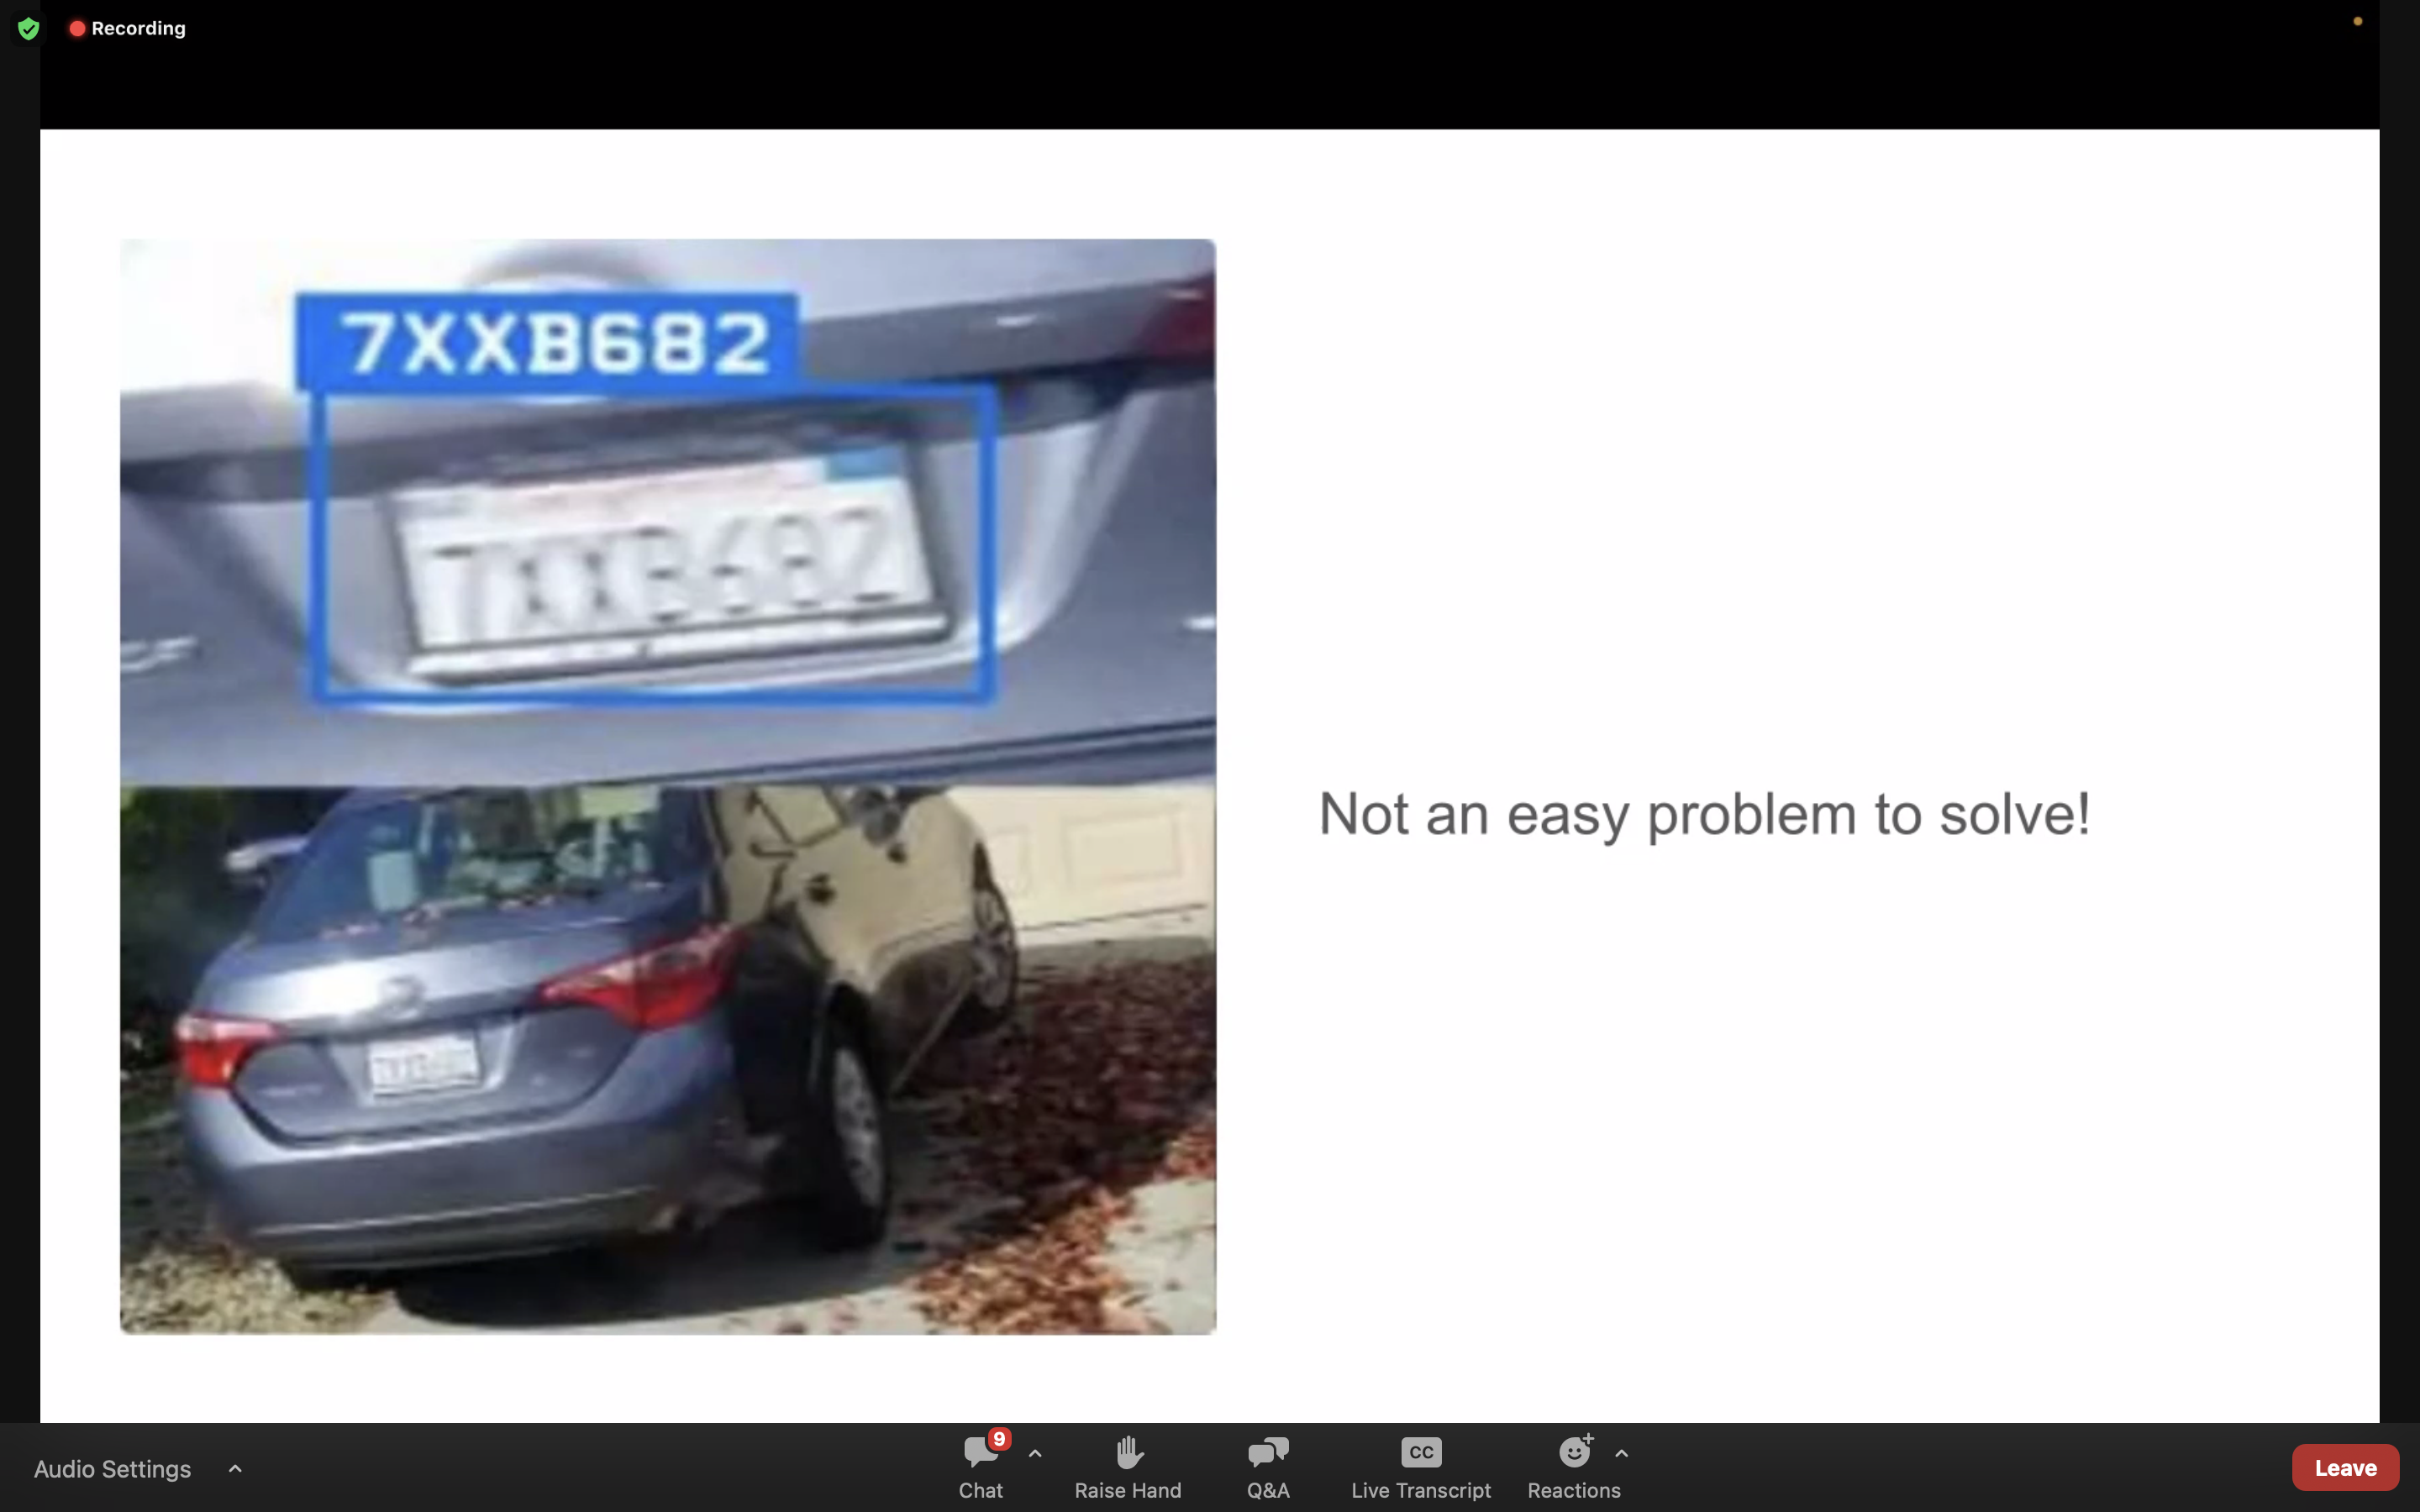 Recording
7XXB682
7XXB682
Not an easy problem to solve!
Audio Settings
9
Chat
Raise Hand
Q&A
CC
Live Transcript
Reactions
Leave